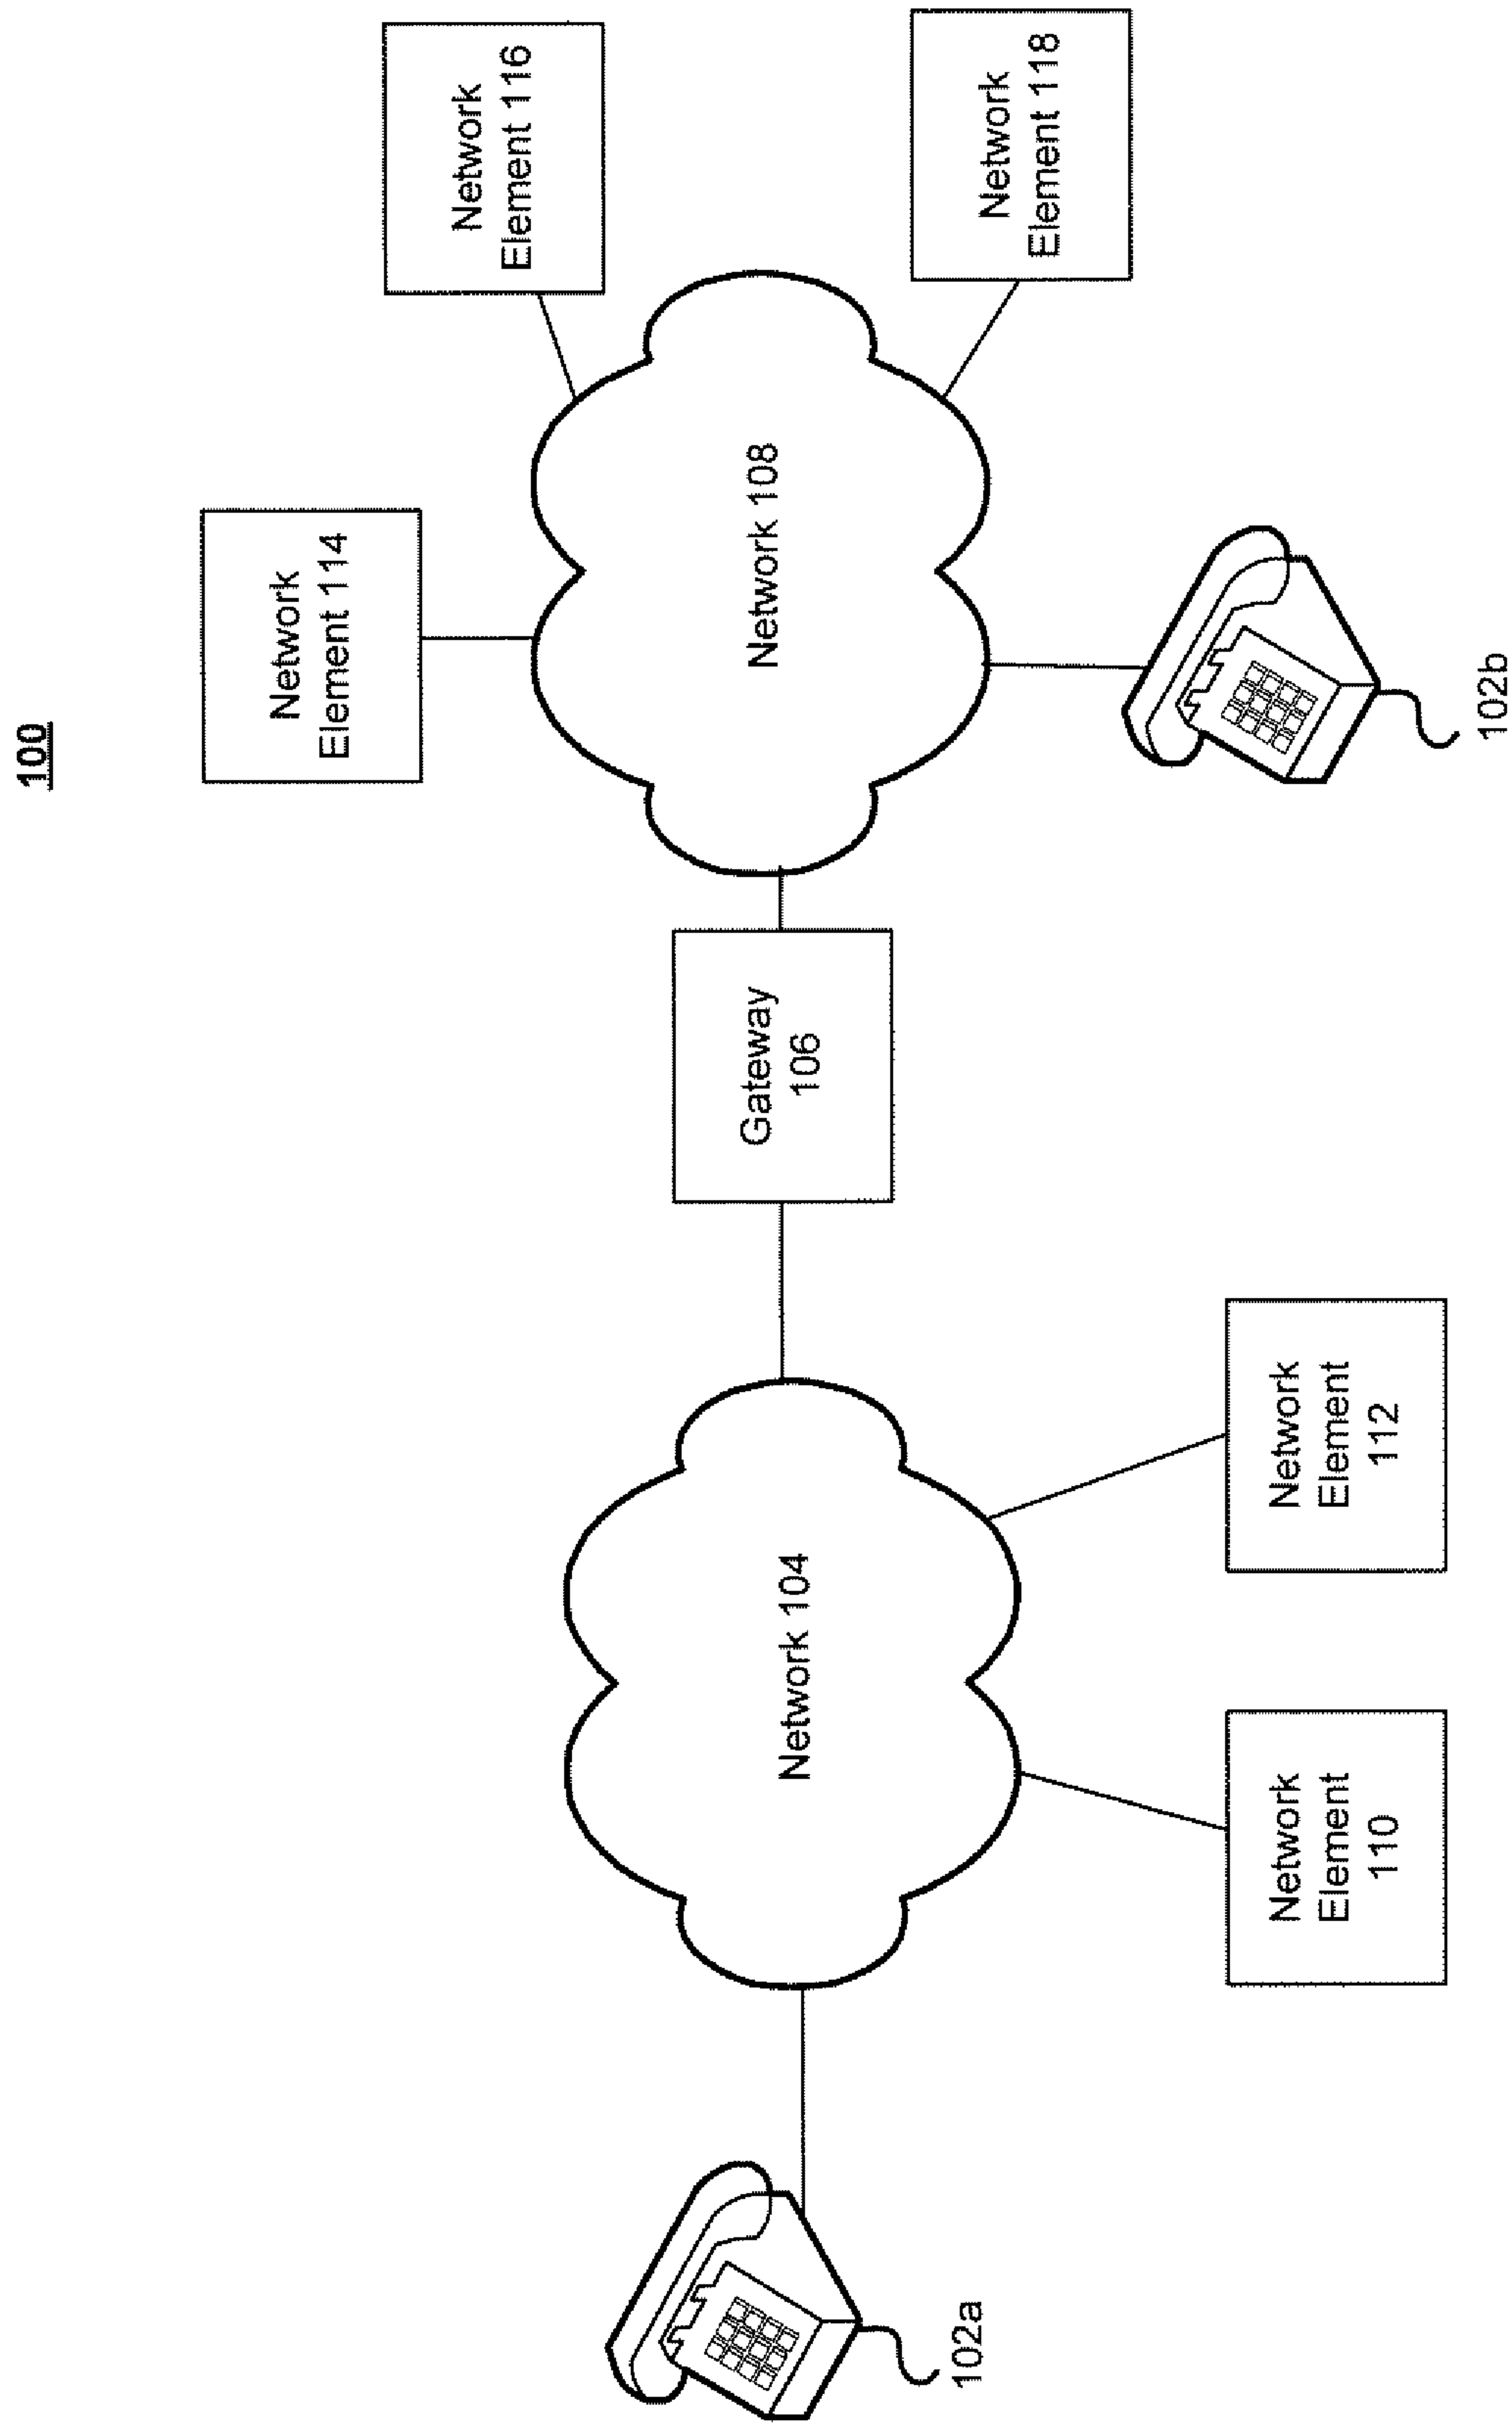 100
Network
Element 114
Network
Element 116
Network 108
Network
Element 118
Gateway
106
102b
Network 104
Network
Element
110
Network
Element
112
102a